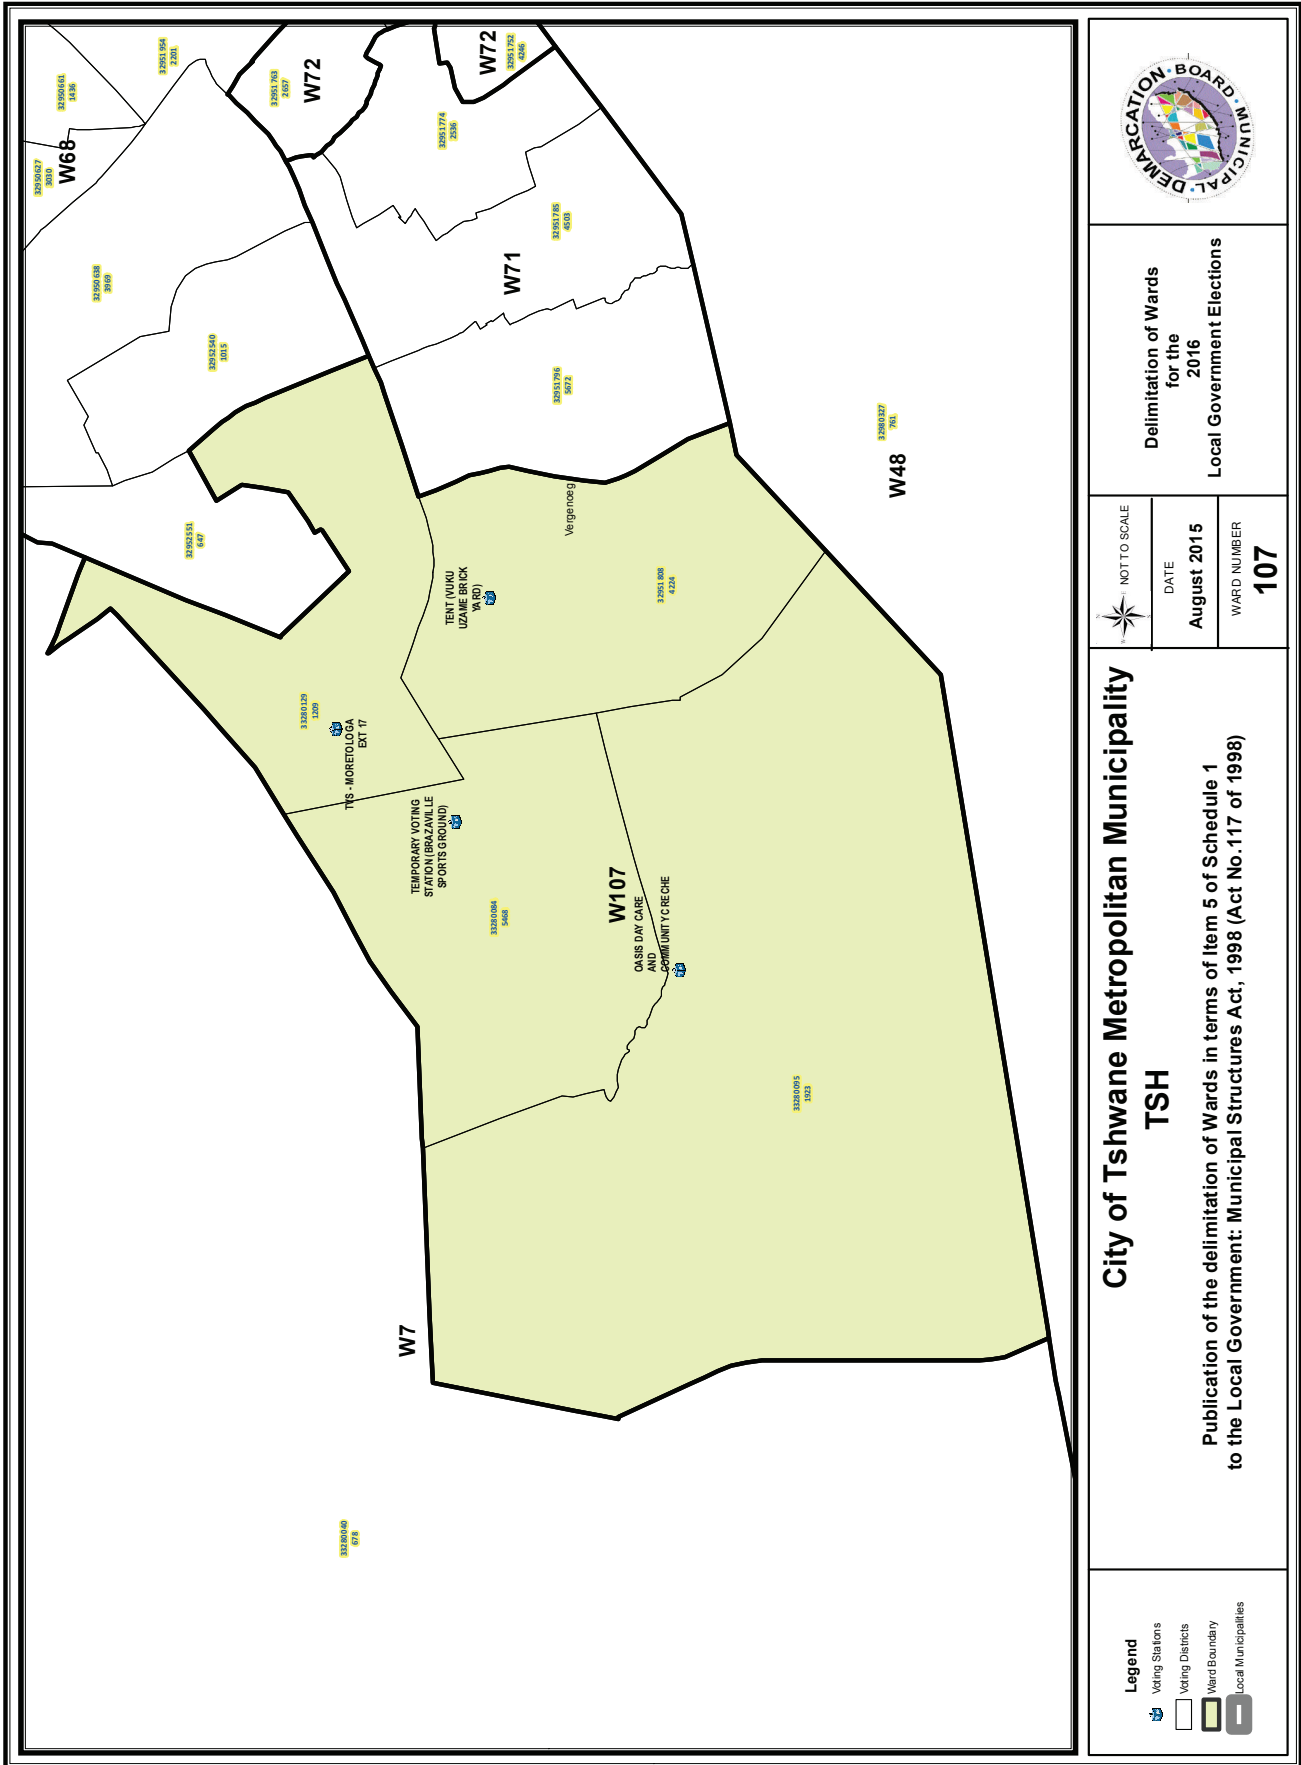 32950627
3030
32950661
1436
W68
32951954
2201
32950638
3969
32952540
1015
32952551
647
32951763
2657
W72
W72
32951752
4246
32951774
2536
32951785
4503
W71
32951796
5672
Vergenoeg
32980327
761
W48
TENT (VUKU
UZAME BRICK
YARD)
32951808
4224
33280129
1209
TVS - MORETOLOGA
EXT 17
TEMPORARY VOTING
STATION (BRAZAVILLE
SPORTS GROUND)
33280084
5468
W107
OASIS DAY CARE
AND
COMMUNITY CRECHE
33280095
1923
W7
33280040
678
Legend
Voting Stations
Voting Districts
Ward Boundary
Local Municipalities
City of Tshwane Metropolitan Municipality
TSH
Publication of the delimitation of Wards in terms of Item 5 of Schedule 1
to the Local Government: Municipal Structures Act, 1998 (Act No.117 of 1998)
N
W
E
S
NOT TO SCALE
DATE
August 2015
WARD NUMBER
107
Delimitation of Wards
for the
2016
Local Government Elections
MUNICIPAL • DEMARCATION • BOARD •